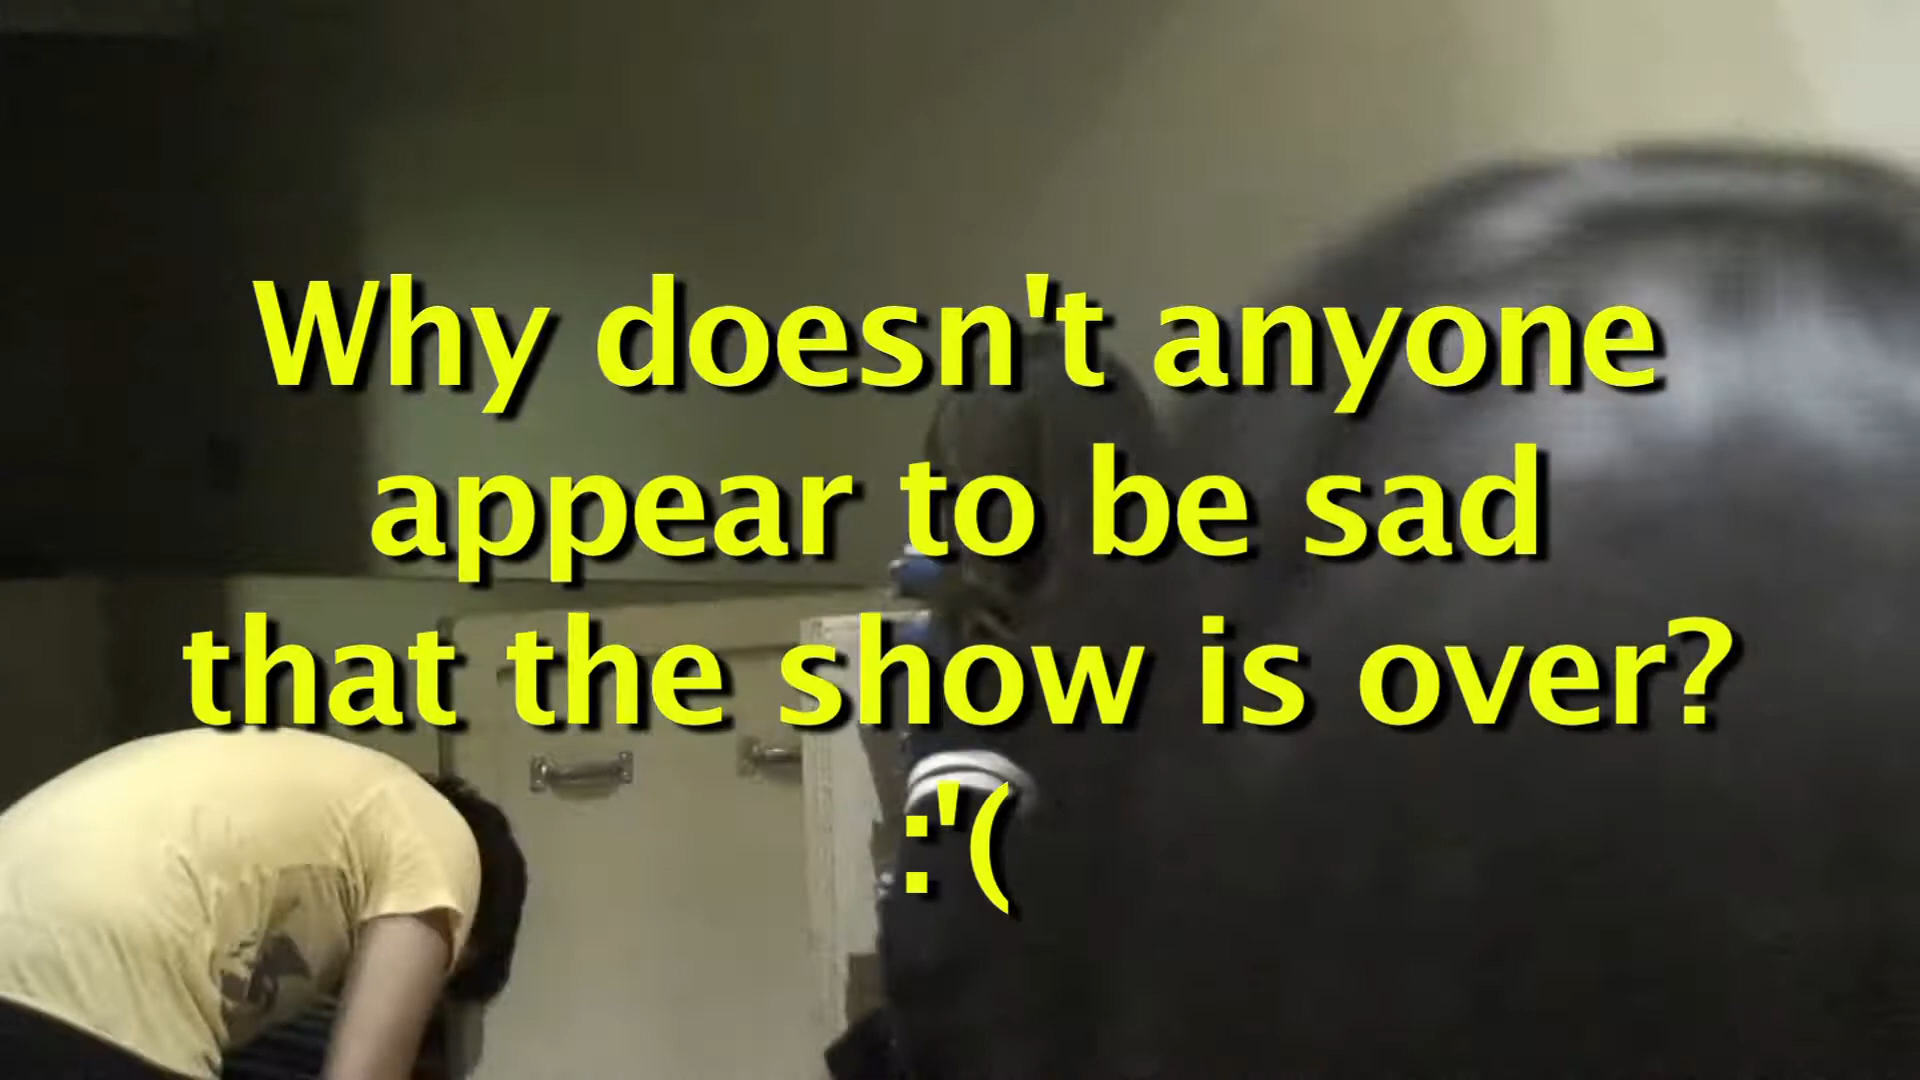 Why doesn't anyone
appear to be sad
that the show is over?
:'(